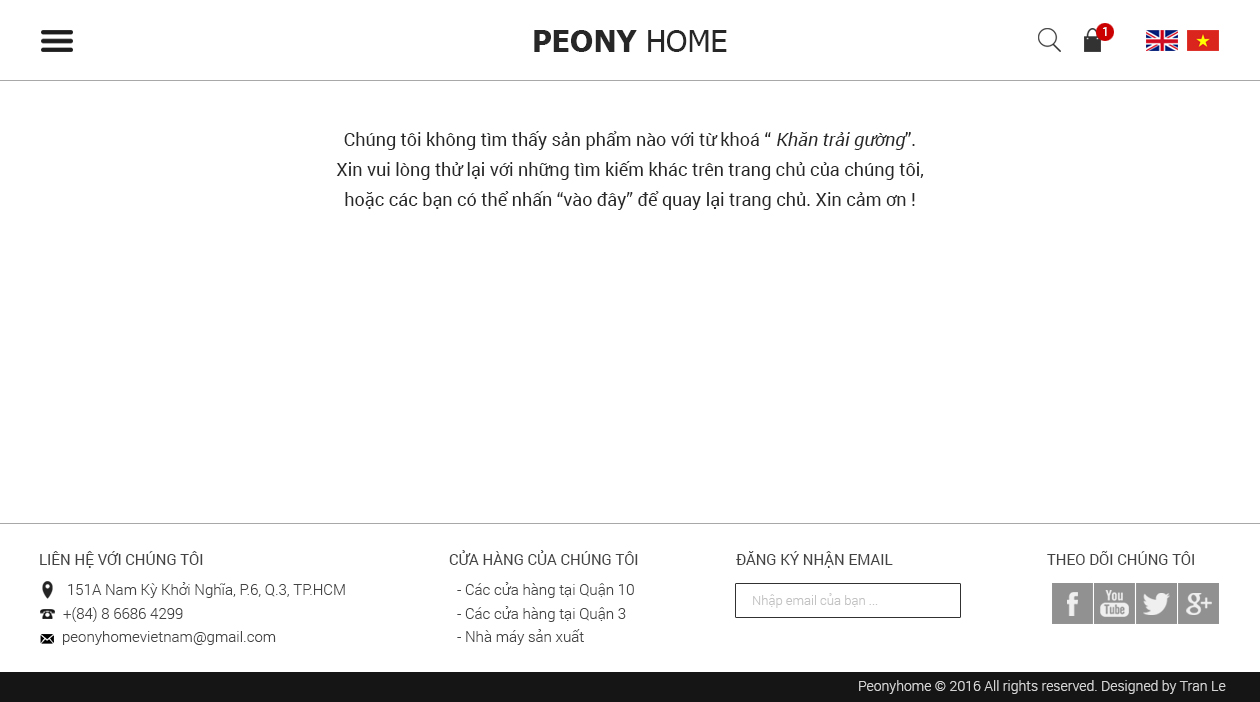 PEONY HOME
1
Chúng tôi không tìm thấy sản phẩm nào với từ khoá “ Khăn trải gường”.
Xin vui lòng thử lại với những tìm kiếm khác trên trang chủ của chúng tôi,
hoặc các bạn có thể nhấn “vào đây” để quay lại trang chủ. Xin cảm ơn !
LIÊN HỆ VỚI CHÚNG TÔI
151A Nam Kỳ Khởi Nghĩa, P.6, Q.3, TP.HCM
+(84) 8 6686 4299
peonyhomevietnam@gmail.com
CỬA HÀNG CỦA CHÚNG TÔI
- Các cửa hàng tại Quận 10
- Các cửa hàng tại Quận 3
- Nhà máy sản xuất
ĐĂNG KÝ NHẬN EMAIL
Nhập email của bạn ...
THEO DÕI CHÚNG TÔI
f You Tube g+
Peonyhome © 2016 All rights reserved. Designed by Tran Le